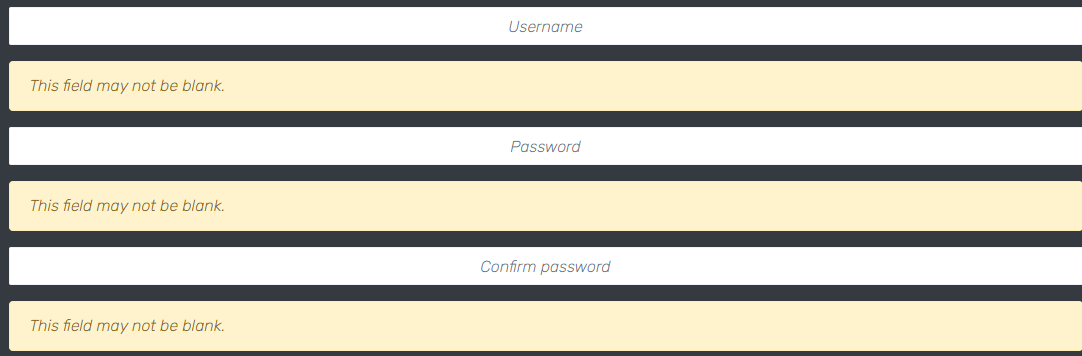 Username
This field may not be blank.
Password
This field may not be blank.
Confirm password
This field may not be blank.